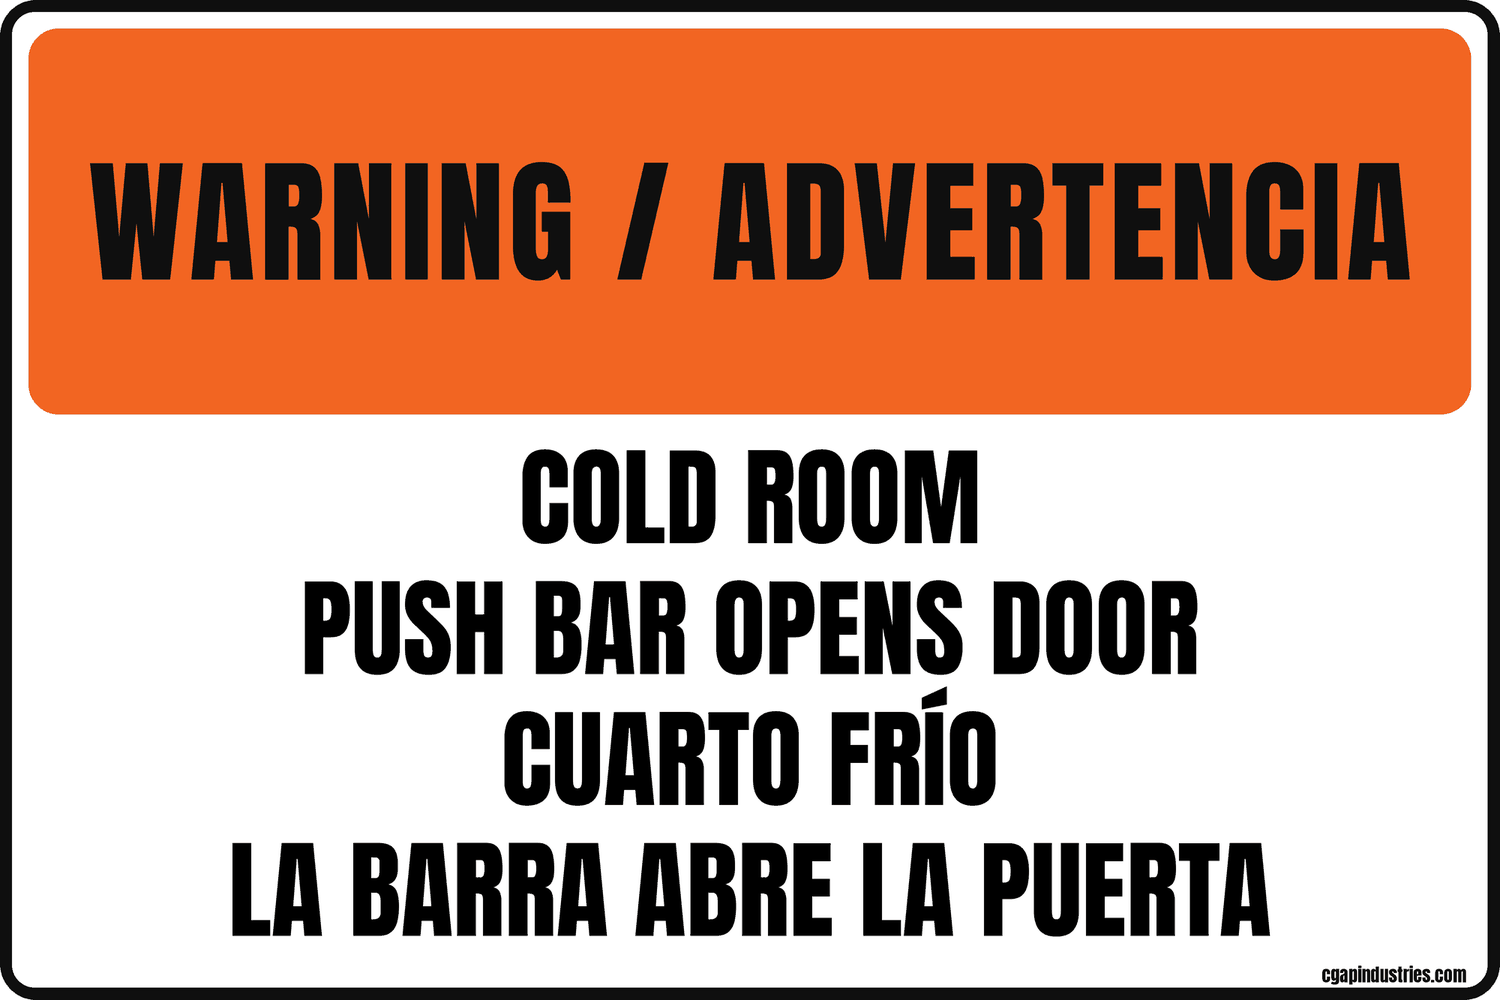 WARNING / ADVERTENCIA
COLD ROOM
PUSH BAR OPENS DOOR
CUARTO FRÍO
LA BARRA ABRE LA PUERTA
cgapindustries.com